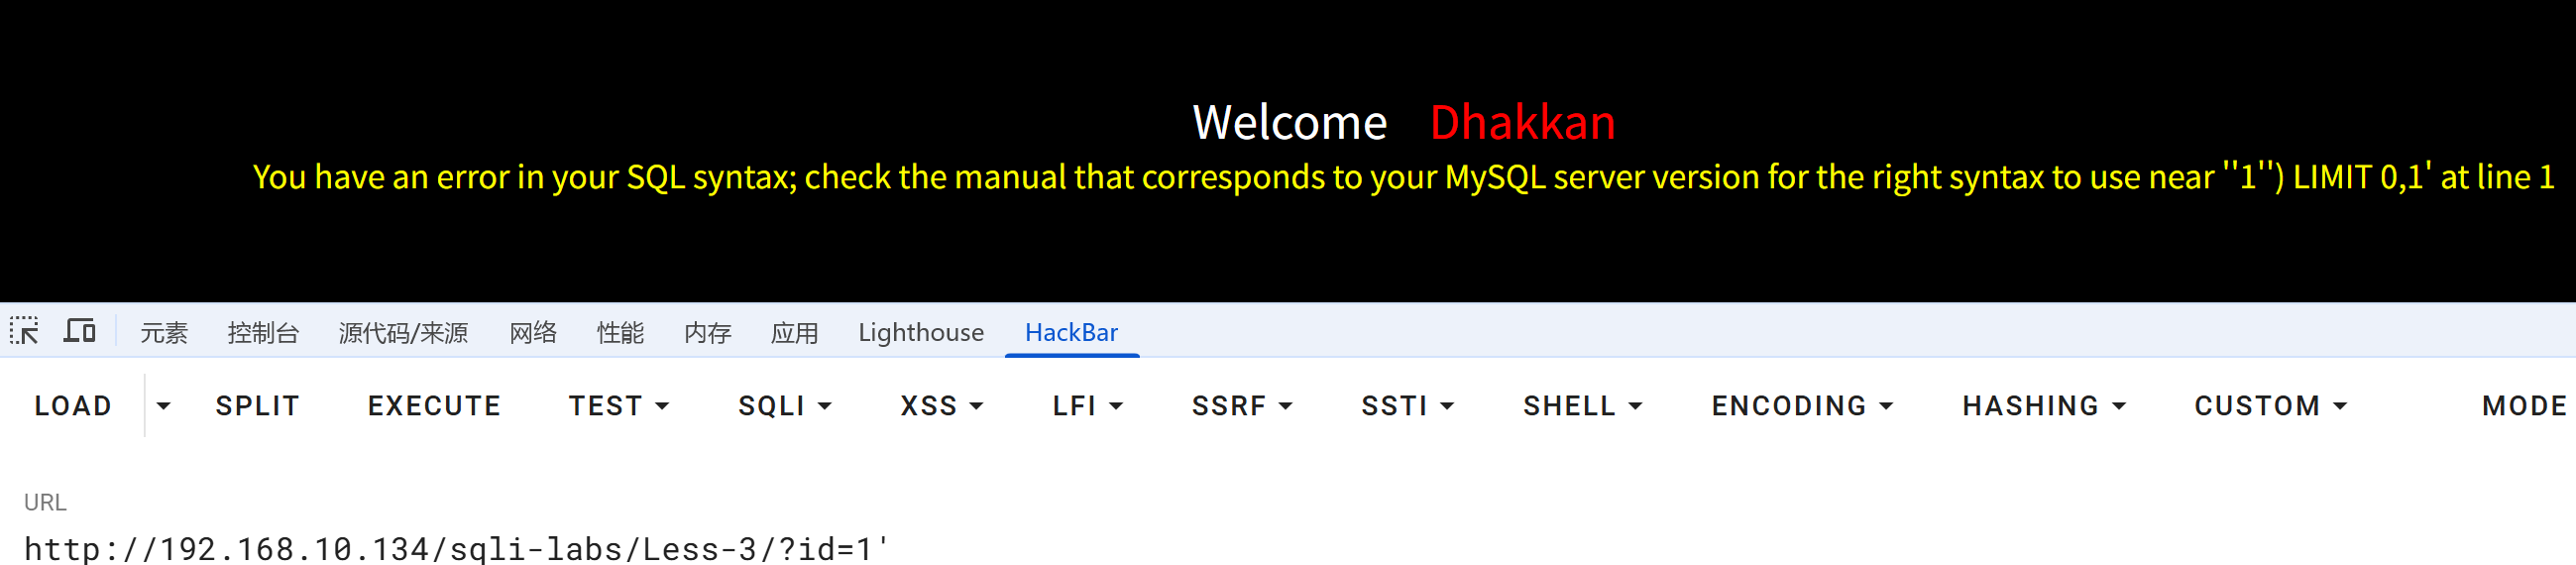 Welcome Dhakkan
You have an error in your SQL syntax; check the manual that corresponds to your MySQL server version for the right syntax to use near ''1'') LIMIT 0,1' at line 1
元素 控制台 源代码/来源 网络 性能 内存 应用 Lighthouse HackBar
LOAD SPLIT EXECUTE TEST SQLI XSS LFI SSRF SSTI SHELL ENCODING HASHING CUSTOM MODE
URL
http://192.168.10.134/sqli-labs/Less-3/?id=1'